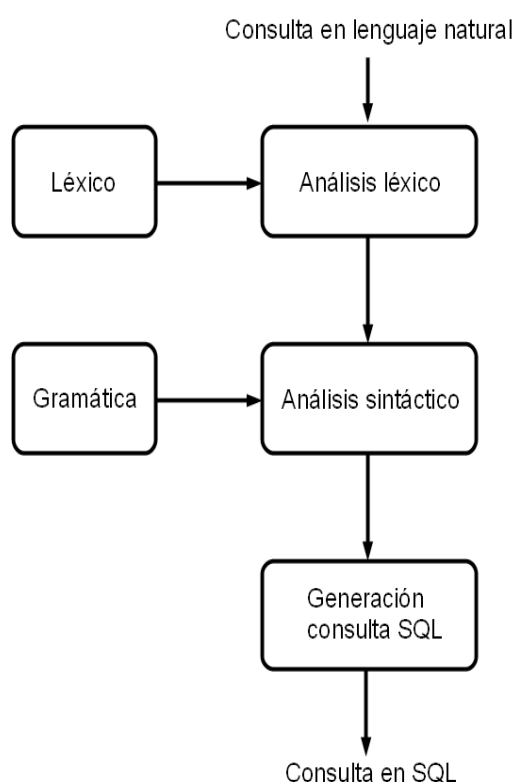 Consulta en lenguaje natural
Léxico
Análisis léxico
Gramática
Análisis sintáctico
Generación
consulta SQL
Consulta en SQL